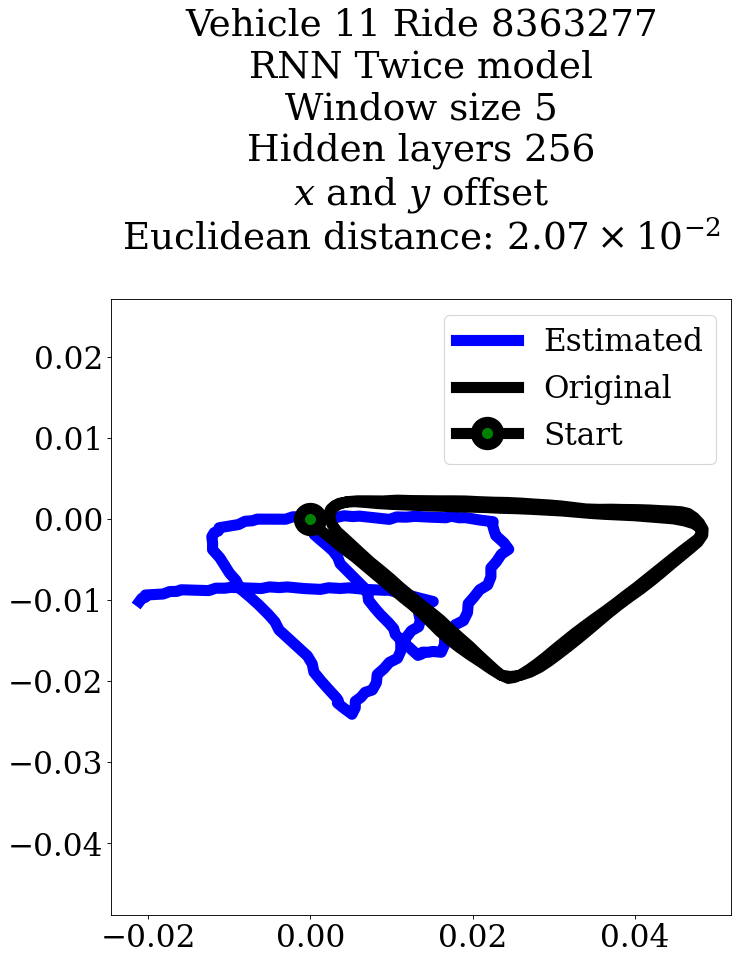 Vehicle 11 Ride 8363277
RNN Twice model
Window size 5
Hidden layers 256
x and y offset
Euclidean distance: 2.07 × 10⁻²
Estimated
Original
Start
0.02
0.01
0.00
−0.01
−0.02
−0.03
−0.04
−0.02 0.00 0.02 0.04